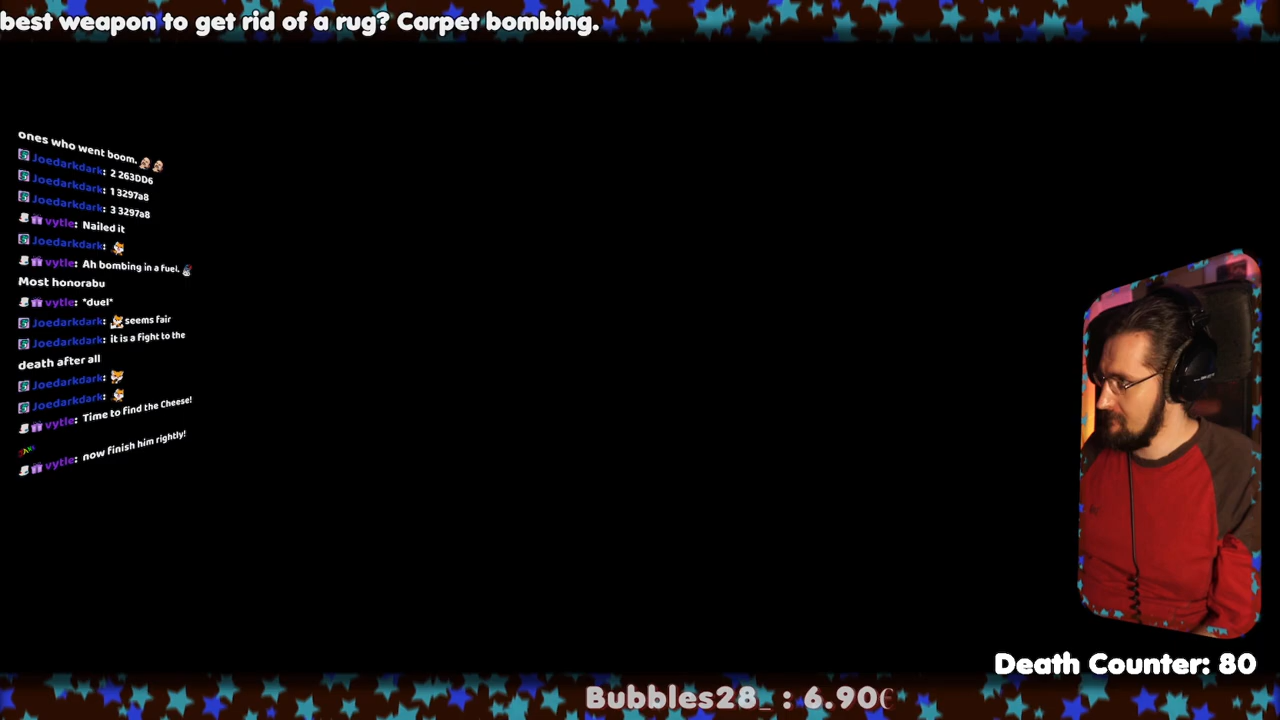 best weapon to get rid of a rug? Carpet bombing.
ones who went boom.
Joedarkdark: 2 263DD6
Joedarkdark: 1 3297a8
Joedarkdark: 3 3297a8
vytle: Nailed it
Joedarkdark:
vytle: Ah bombing in a fuel.
Most honorabu
vytle: *duel*
Joedarkdark: seems fair
Joedarkdark: it is a fight to the
death after all
Joedarkdark:
Joedarkdark:
vytle: Time to find the Cheese!
vytle: now finish him rightly!
Death Counter: 80
Bubbles28_ : 6.90€